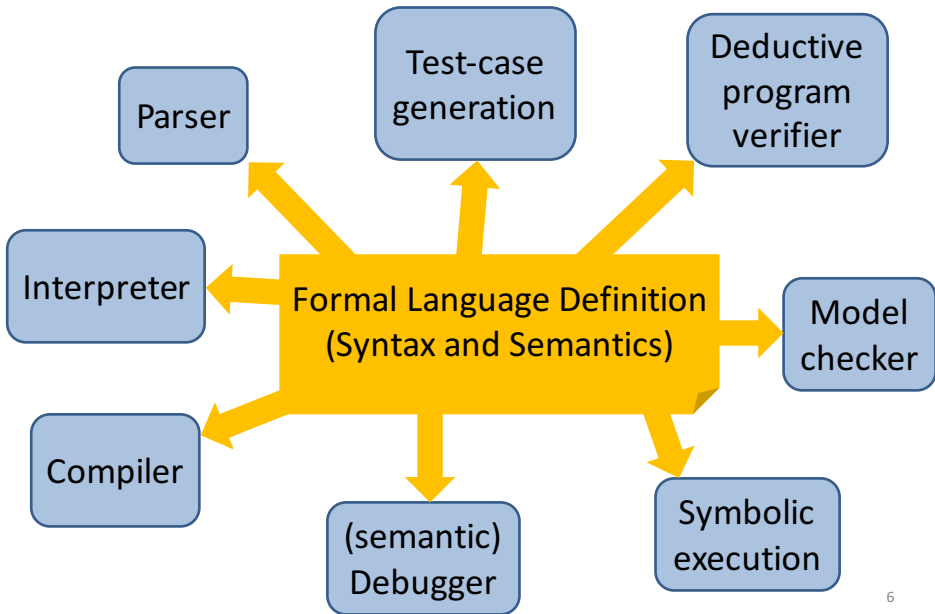 Parser
Test-case
generation
Deductive
program
verifier
Interpreter
Formal Language Definition
(Syntax and Semantics)
Model
checker
Compiler
(semantic)
Debugger
Symbolic
execution
6